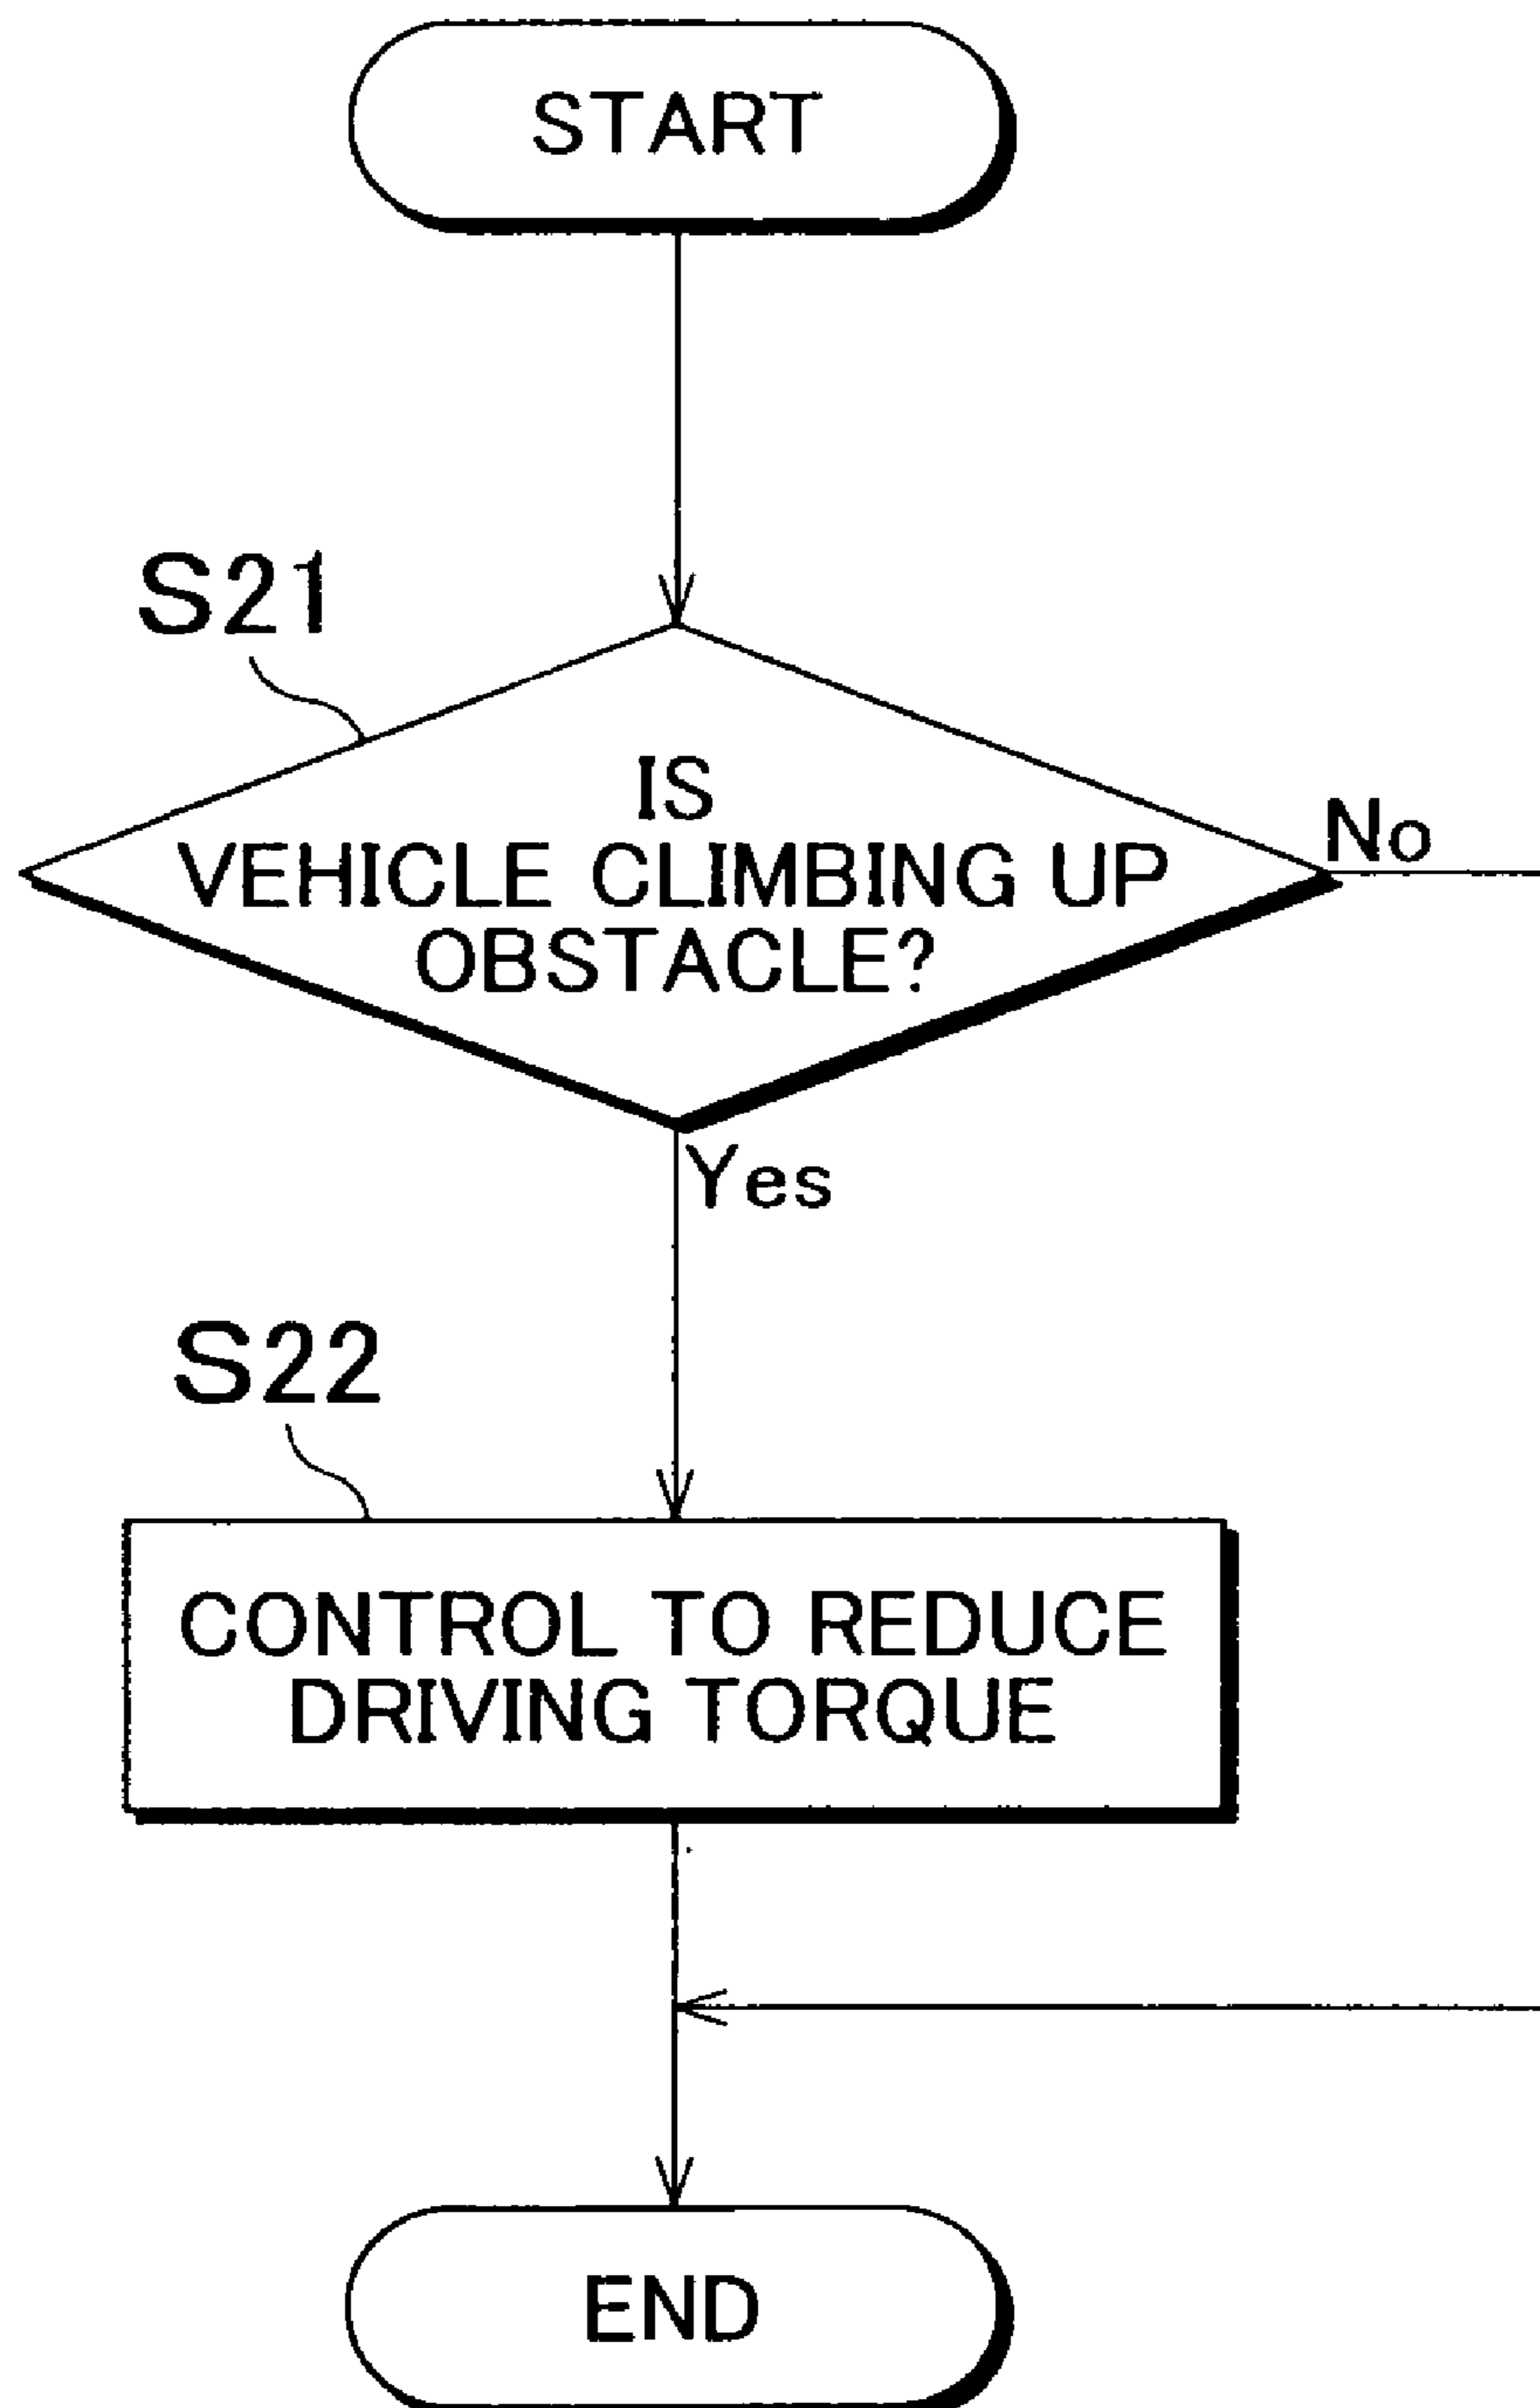 START
S21
IS
VEHICLE CLIMBING UP
OBSTACLE?
No
Yes
S22
CONTROL TO REDUCE
DRIVING TORQUE
END